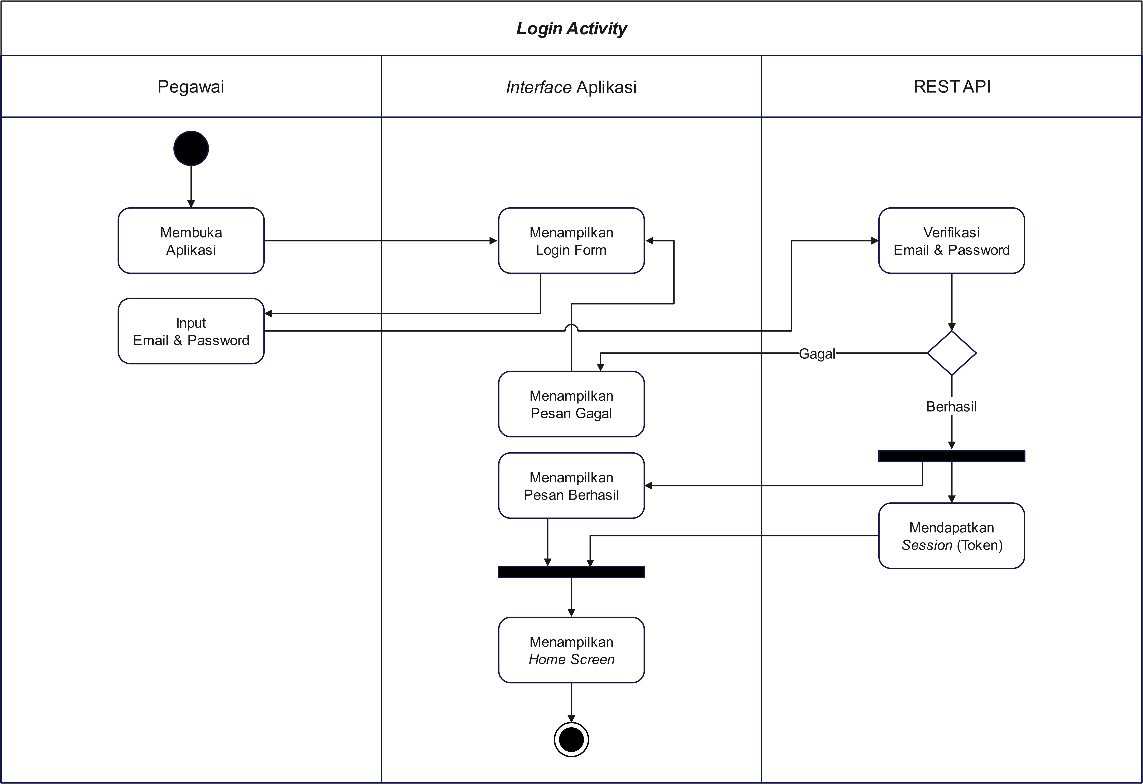 Login Activity
Pegawai
Interface Aplikasi
REST API
Membuka
Aplikasi
Menampilkan
Login Form
Verifikasi
Email & Password
Input
Email & Password
Gagal
Menampilkan
Pesan Gagal
Berhasil
Menampilkan
Pesan Berhasil
Mendapatkan
Session (Token)
Menampilkan
Home Screen